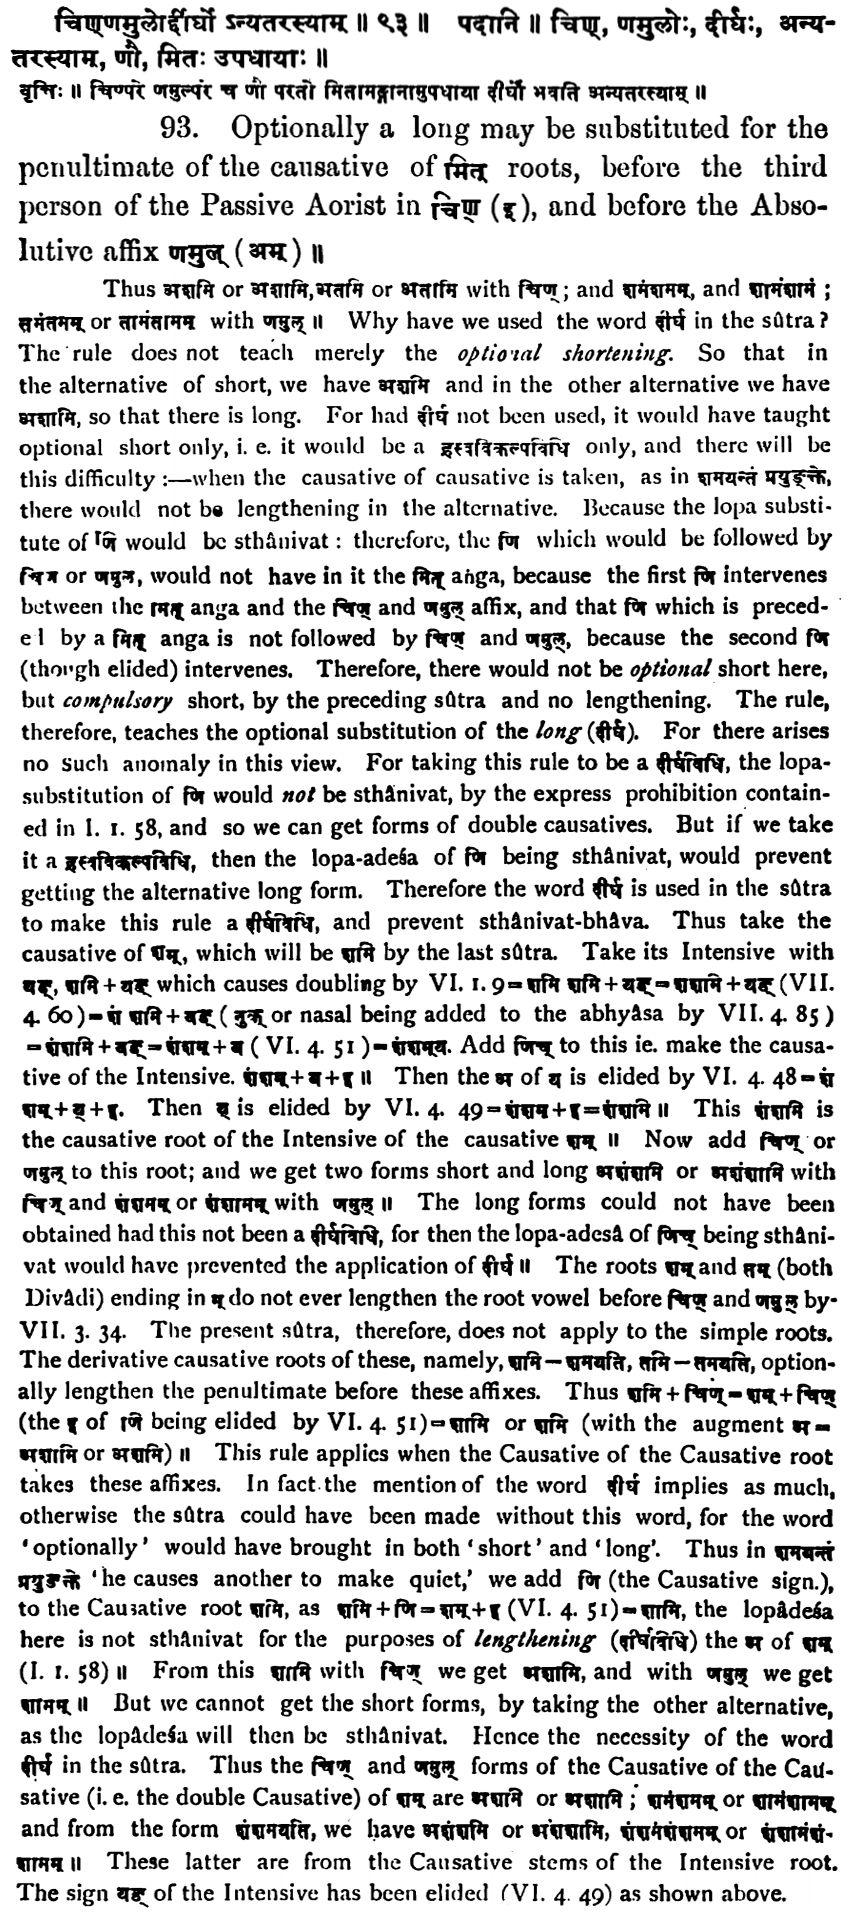 चिण्णमुलोर्द्दीर्घो ऽन्यतरस्याम् ॥ ९३ ॥ पदानि ॥ चिण्, णमुलोः, दीर्घः, अन्य-
तरस्याम्, णौ, मितः उपधायाः ॥
वृत्तिः ॥ चिण्परे णमुल्परे च णौ परतो मितामङ्गानामुपधाया दीर्घो भवति अन्यतरस्याम् ॥
93. Optionally a long may be substituted for the
penultimate of the causative of मित् roots, before the third
person of the Passive Aorist in चिण् (इ), and before the Abso-
lutive affix णमुल् (अम्) ॥
Thus अशमि or अशामि, अतमि or अतामि with चिण्; and शमंशमम्, and शामंशामं;
तमंतमम् or तामंतामम् with णमुल् ॥ Why have we used the word दीर्घ in the sûtra?
The rule does not teach merely the optional shortening. So that in
the alternative of short, we have अशमि and in the other alternative we have
अशामि, so that there is long. For had दीर्घ not been used, it would have taught
optional short only, i. e. it would be a ह्रस्वविकल्पविधि only, and there will be
this difficulty :—when the causative of causative is taken, as in शमयन्तं प्रयुङ्क्ते,
there would not be lengthening in the alternative. Because the lopa substi-
tute of णि would be sthânivat : therefore, the णि which would be followed by
चिण् or णमुल्, would not have in it the मित् aṅga, because the first णि intervenes
between the मित् anga and the चिण् and णमुल् affix, and that णि which is preced-
ed by a मित् anga is not followed by चिण् and णमुल्, because the second णि
(though elided) intervenes. Therefore, there would not be optional short here,
but compulsory short, by the preceding sûtra and no lengthening. The rule,
therefore, teaches the optional substitution of the long (दीर्घ). For there arises
no such anomaly in this view. For taking this rule to be a दीर्घविधि, the lopa-
substitution of णि would not be sthânivat, by the express prohibition contain-
ed in I. 1. 58, and so we can get forms of double causatives. But if we take
it a ह्रस्वविकल्पविधि, then the lopa-adeśa of णि being sthânivat, would prevent
getting the alternative long form. Therefore the word दीर्घ is used in the sûtra
to make this rule a दीर्घविधि, and prevent sthânivat-bhâva. Thus take the
causative of शम्, which will be शमि by the last sûtra. Take its Intensive with
यङ्, शमि + यङ् which causes doubling by VI. 1. 9 = शमि शमि + यङ् = शशमि + यङ् (VII.
4. 60) = शं शमि + यङ् ( नुक् or nasal being added to the abhyâsa by VII. 4. 85 )
= शंशमि + यङ् = शंशम् + य ( VI. 4. 51 ) = शंशम्य. Add णिच् to this ie. make the causa-
tive of the Intensive. शंशम् + य + इ ॥ Then the अ of य is elided by VI. 4. 48 = शं
शम् + य् + इ. Then य् is elided by VI. 4. 49 = शंशम + इ = शंशमि ॥ This शंशमि is
the causative root of the Intensive of the causative शम् ॥ Now add चिण् or
णमुल् to this root; and we get two forms short and long अशंशमि or अशंशामि with
चिण् and शंशमम् or शंशामम् with णमुल् ॥ The long forms could not have been
obtained had this not been a दीर्घविधि, for then the lopa-adesâ of णिच् being sthâni-
vat would have prevented the application of दीर्घ ॥ The roots शम् and तम् (both
Divâdi) ending in म् do not ever lengthen the root vowel before चिण् and णमुल् by-
VII. 3. 34. The present sûtra, therefore, does not apply to the simple roots.
The derivative causative roots of these, namely, शमि — शमयति, तमि — तमयति, option-
ally lengthen the penultimate before these affixes. Thus शमि + चिण् = शम् + चिण्
(the इ of णि being elided by VI. 4. 51) = शामि or शमि (with the augment अ =
अशामि or अशमि) ॥ This rule applies when the Causative of the Causative root
takes these affixes. In fact the mention of the word दीर्घ implies as much,
otherwise the sûtra could have been made without this word, for the word
‘optionally’ would have brought in both ‘short’ and ‘long’. Thus in शमयन्तं
प्रयुङक्ते ‘he causes another to make quiet,’ we add णि (the Causative sign.),
to the Causative root शमि, as शमि + णि = शम् + इ (VI. 4. 51) = शामि, the lopâdeśa
here is not sthânivat for the purposes of lengthening (दीर्घविधि) the अ of शम्
(I. 1. 58) ॥ From this शामि with चिण् we get अशामि, and with णमुल् we get
शामम् ॥ But we cannot get the short forms, by taking the other alternative,
as the lopâdeśa will then be sthânivat. Hence the necessity of the word
दीर्घ in the sûtra. Thus the चिण् and णमुल् forms of the Causative of the Cau-
sative (i. e. the double Causative) of शम् are अशमि or अशामि; शमंशमम् or शामंशामम्
and from the form शंशमयति, we have अशंशमि or अशंशामि, शंशमंशंशमम् or शंशामंशं-
शामम् ॥ These latter are from the Causative stems of the Intensive root.
The sign यङ् of the Intensive has been elided (VI. 4. 49) as shown above.